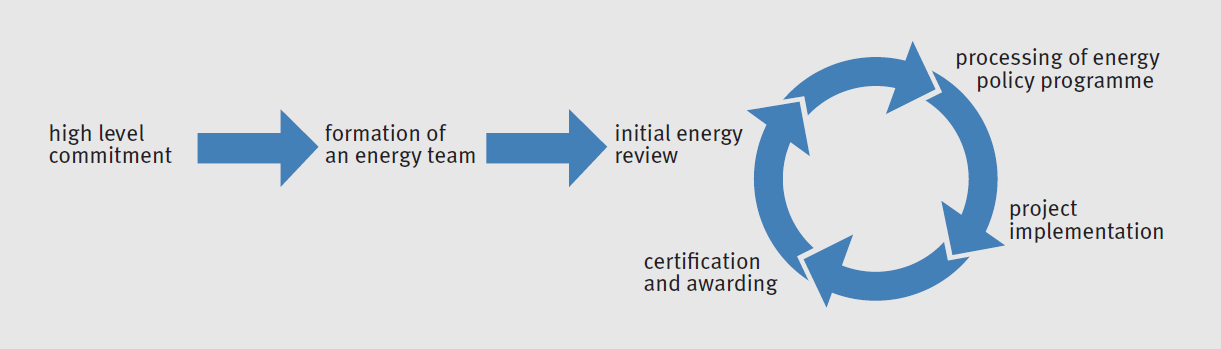 high level
commitment
formation of
an energy team
initial energy
review
processing of energy
policy programme
project
implementation
certification
and awarding